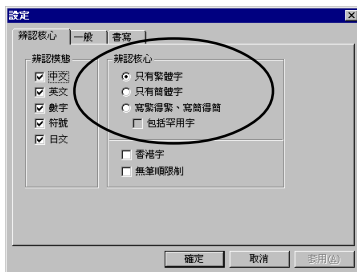 設定
辨認核心 一般 書寫
辨認模態
中文
英文
數字
符號
日文
辨認核心
只有繁體字
只有簡體字
寫繁得繁、寫簡得簡
包括罕用字
香港字
無筆順限制
確定 取消 套用(A)